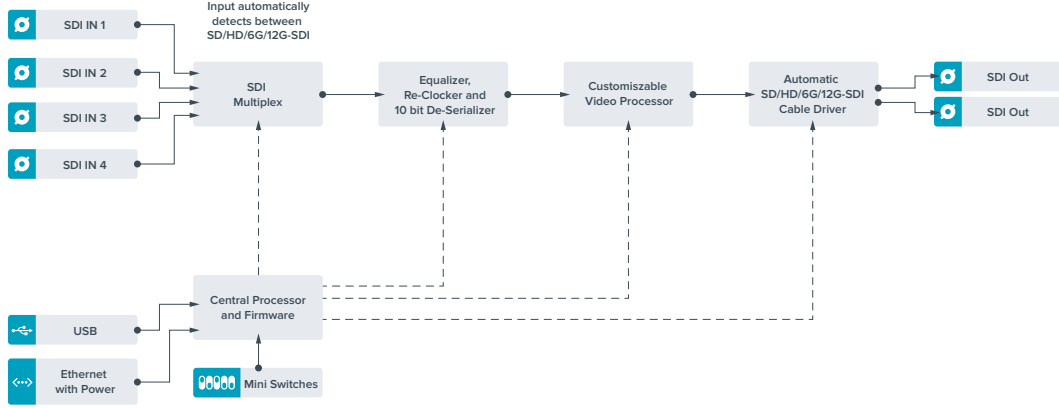 Input automatically
detects between
SD/HD/6G/12G-SDI
SDI IN 1
SDI IN 2
SDI IN 3
SDI IN 4
SDI
Multiplex
Equalizer,
Re-Clocker and
10 bit De-Serializer
Customiszable
Video Processor
Automatic
SD/HD/6G/12G-SDI
Cable Driver
SDI Out
SDI Out
Central Processor
and Firmware
USB
Ethernet
with Power
Mini Switches